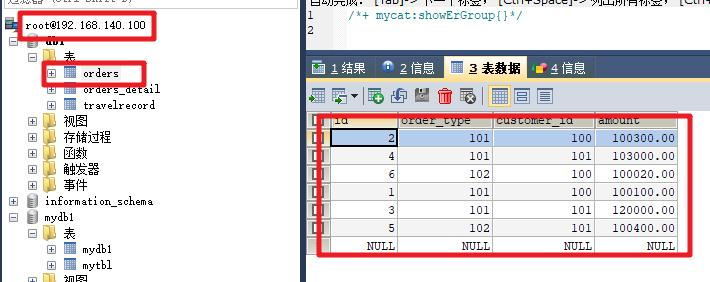 root@192.168.140.100
db1
表
orders
orders_detail
travelrecord
视图
存储过程
函数
触发器
事件
information_schema
mydb1
表
mydb1
mytbl
视图
自动完成: [Tab]-> 下一个标签, [Ctrl+Space]-> 列出所有标签, [Ct
1 /*+ mycat:showErGroup{}*/
2
1 结果 2 信息 3 表数据 4 信息
id order_type customer_id amount
2 101 100 100300.00
4 101 101 103000.00
6 102 100 100020.00
1 101 100 100100.00
3 101 101 120000.00
5 102 101 100400.00
NULL NULL NULL NULL